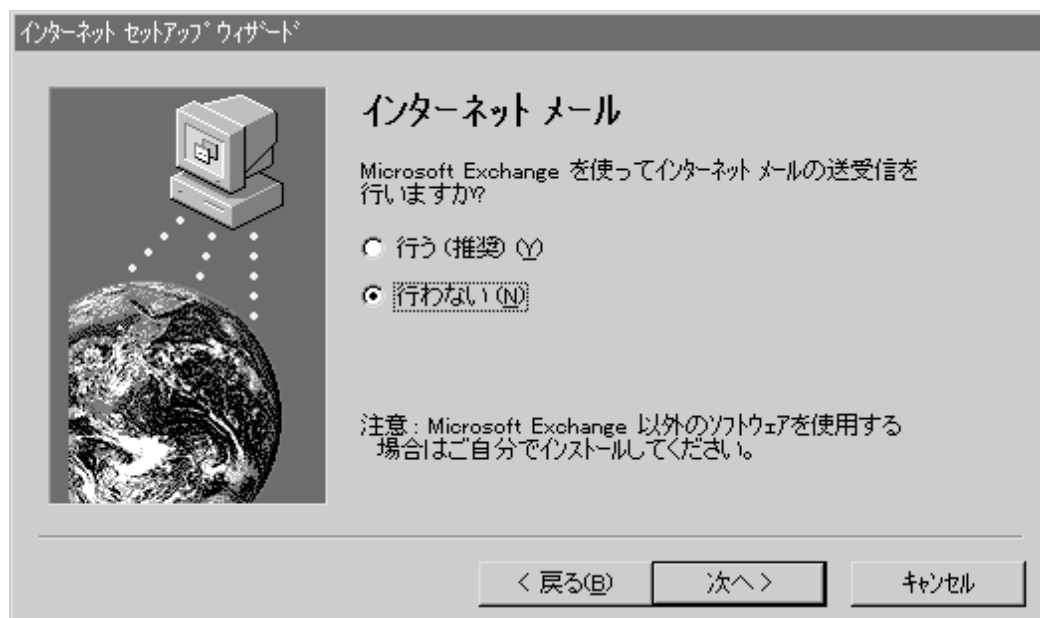 インターネット セットアップ ウィザード
インターネット メール
Microsoft Exchange を使ってインターネット メールの送受信を
行いますか?
行う (推奨) (Y)
行わない (N)
注意 : Microsoft Exchange 以外のソフトウェアを使用する
場合はご自分でインストールしてください。
< 戻る(B)
次へ >
キャンセル